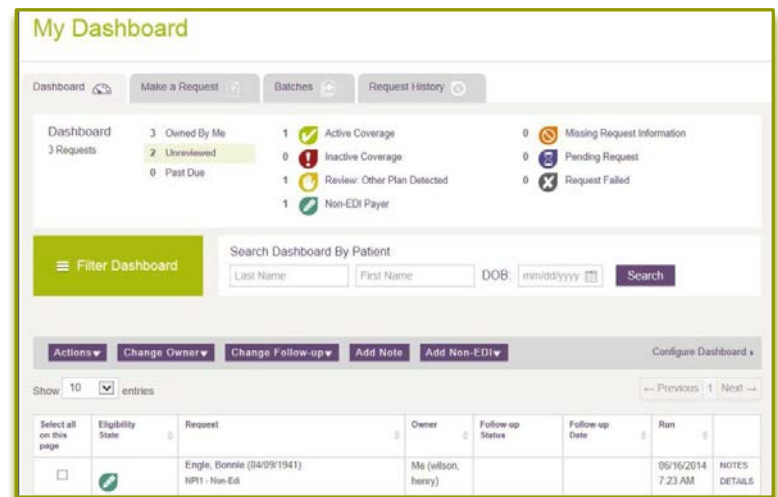 My Dashboard
Dashboard
Make a Request
Batches
Request History
Dashboard
3 Requests
3 Owned By Me
2 Unreviewed
0 Past Due
1 Active Coverage
0 Inactive Coverage
1 Review: Other Plan Detected
1 Non-EDI Payer
0 Missing Request Information
0 Pending Request
0 Request Failed
Filter Dashboard
Search Dashboard By Patient
Last Name First Name DOB: mm/dd/yyyy Search
Actions Change Owner Change Follow-up Add Note Add Non-EDI Configure Dashboard
Show 10 entries ← Previous 1 Next →
Select all on this page
Eligibility State
Request
Owner
Follow-up Status
Follow-up Date
Run
Engle, Bonnie (04/09/1941)
NPI1 - Non-Edi
Me (wilson, henry)
06/16/2014 7:23 AM
NOTES
DETAILS